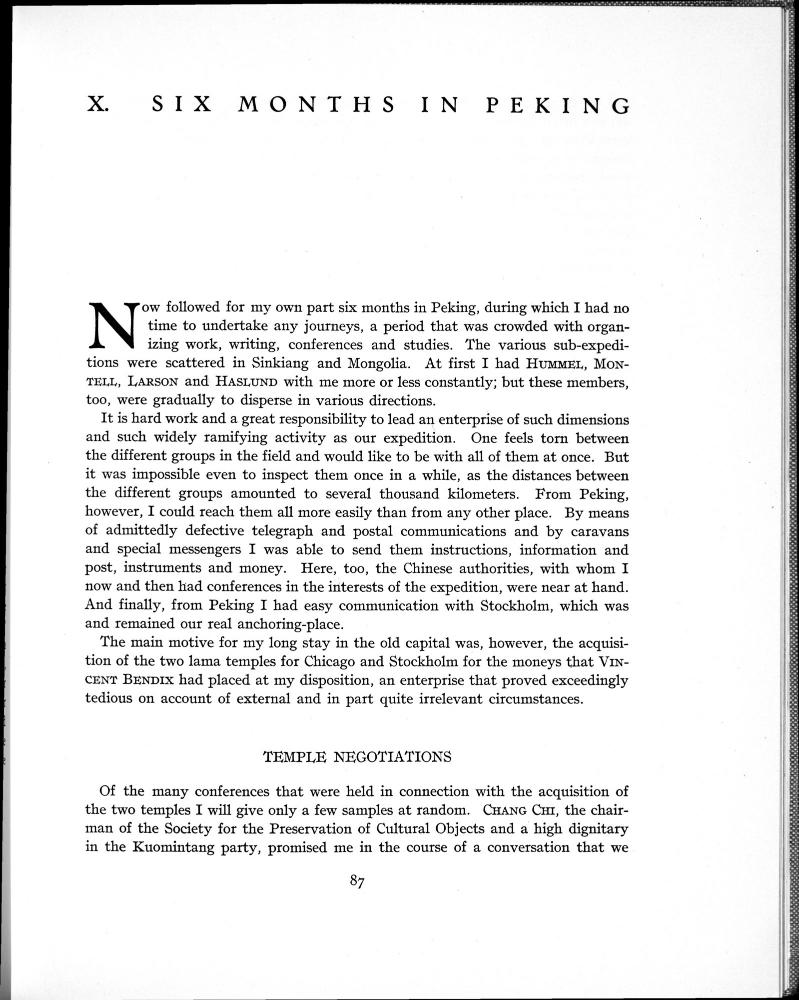 X. SIX MONTHS IN PEKING
Now followed for my own part six months in Peking, during which I had no
time to undertake any journeys, a period that was crowded with organ-
izing work, writing, conferences and studies. The various sub-expedi-
tions were scattered in Sinkiang and Mongolia. At first I had HUMMEL, MON-
TELL, LARSON and HASLUND with me more or less constantly; but these members,
too, were gradually to disperse in various directions.
It is hard work and a great responsibility to lead an enterprise of such dimensions
and such widely ramifying activity as our expedition. One feels torn between
the different groups in the field and would like to be with all of them at once. But
it was impossible even to inspect them once in a while, as the distances between
the different groups amounted to several thousand kilometers. From Peking,
however, I could reach them all more easily than from any other place. By means
of admittedly defective telegraph and postal communications and by caravans
and special messengers I was able to send them instructions, information and
post, instruments and money. Here, too, the Chinese authorities, with whom I
now and then had conferences in the interests of the expedition, were near at hand.
And finally, from Peking I had easy communication with Stockholm, which was
and remained our real anchoring-place.
The main motive for my long stay in the old capital was, however, the acquisi-
tion of the two lama temples for Chicago and Stockholm for the moneys that VIN-
CENT BENDIX had placed at my disposition, an enterprise that proved exceedingly
tedious on account of external and in part quite irrelevant circumstances.
TEMPLE NEGOTIATIONS
Of the many conferences that were held in connection with the acquisition of
the two temples I will give only a few samples at random. CHANG CHI, the chair-
man of the Society for the Preservation of Cultural Objects and a high dignitary
in the Kuomintang party, promised me in the course of a conversation that we
87